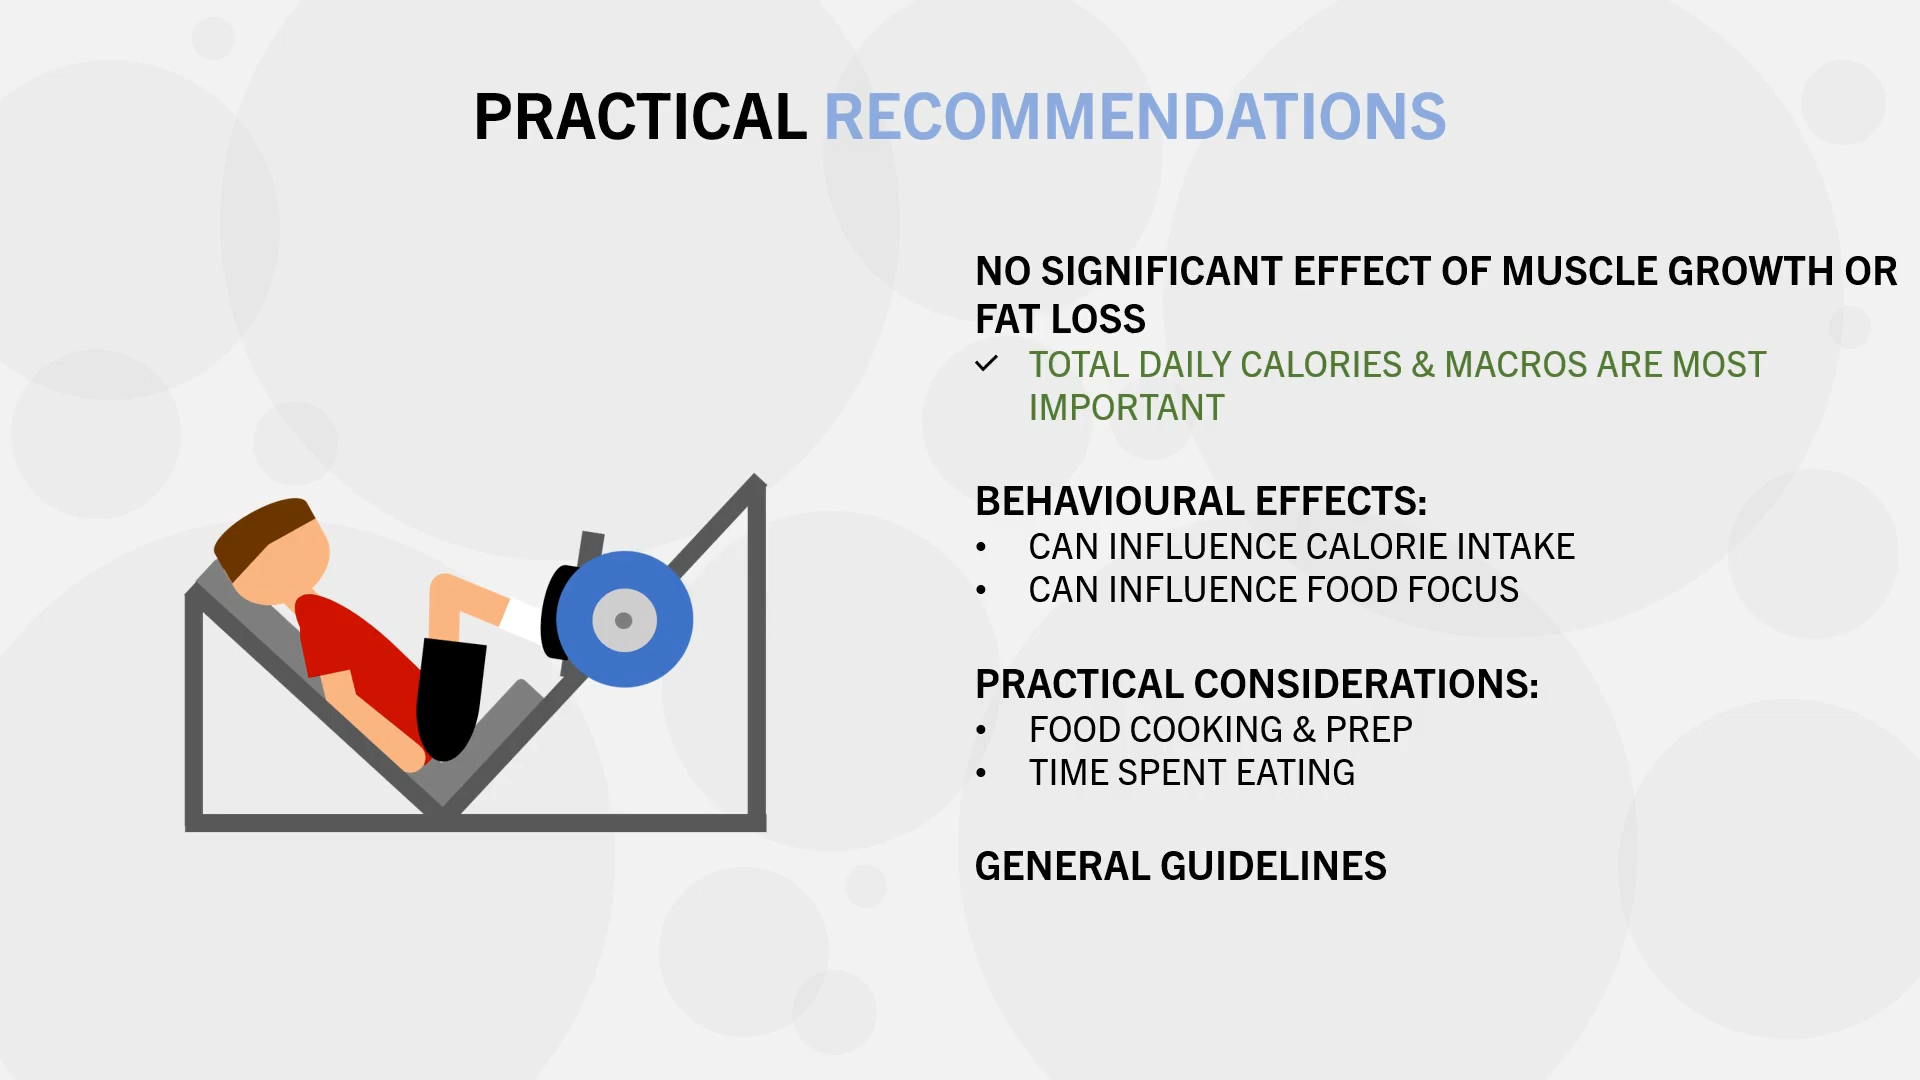 PRACTICAL RECOMMENDATIONS
NO SIGNIFICANT EFFECT OF MUSCLE GROWTH OR
FAT LOSS
✓ TOTAL DAILY CALORIES & MACROS ARE MOST
IMPORTANT
BEHAVIOURAL EFFECTS:
• CAN INFLUENCE CALORIE INTAKE
• CAN INFLUENCE FOOD FOCUS
PRACTICAL CONSIDERATIONS:
• FOOD COOKING & PREP
• TIME SPENT EATING
GENERAL GUIDELINES